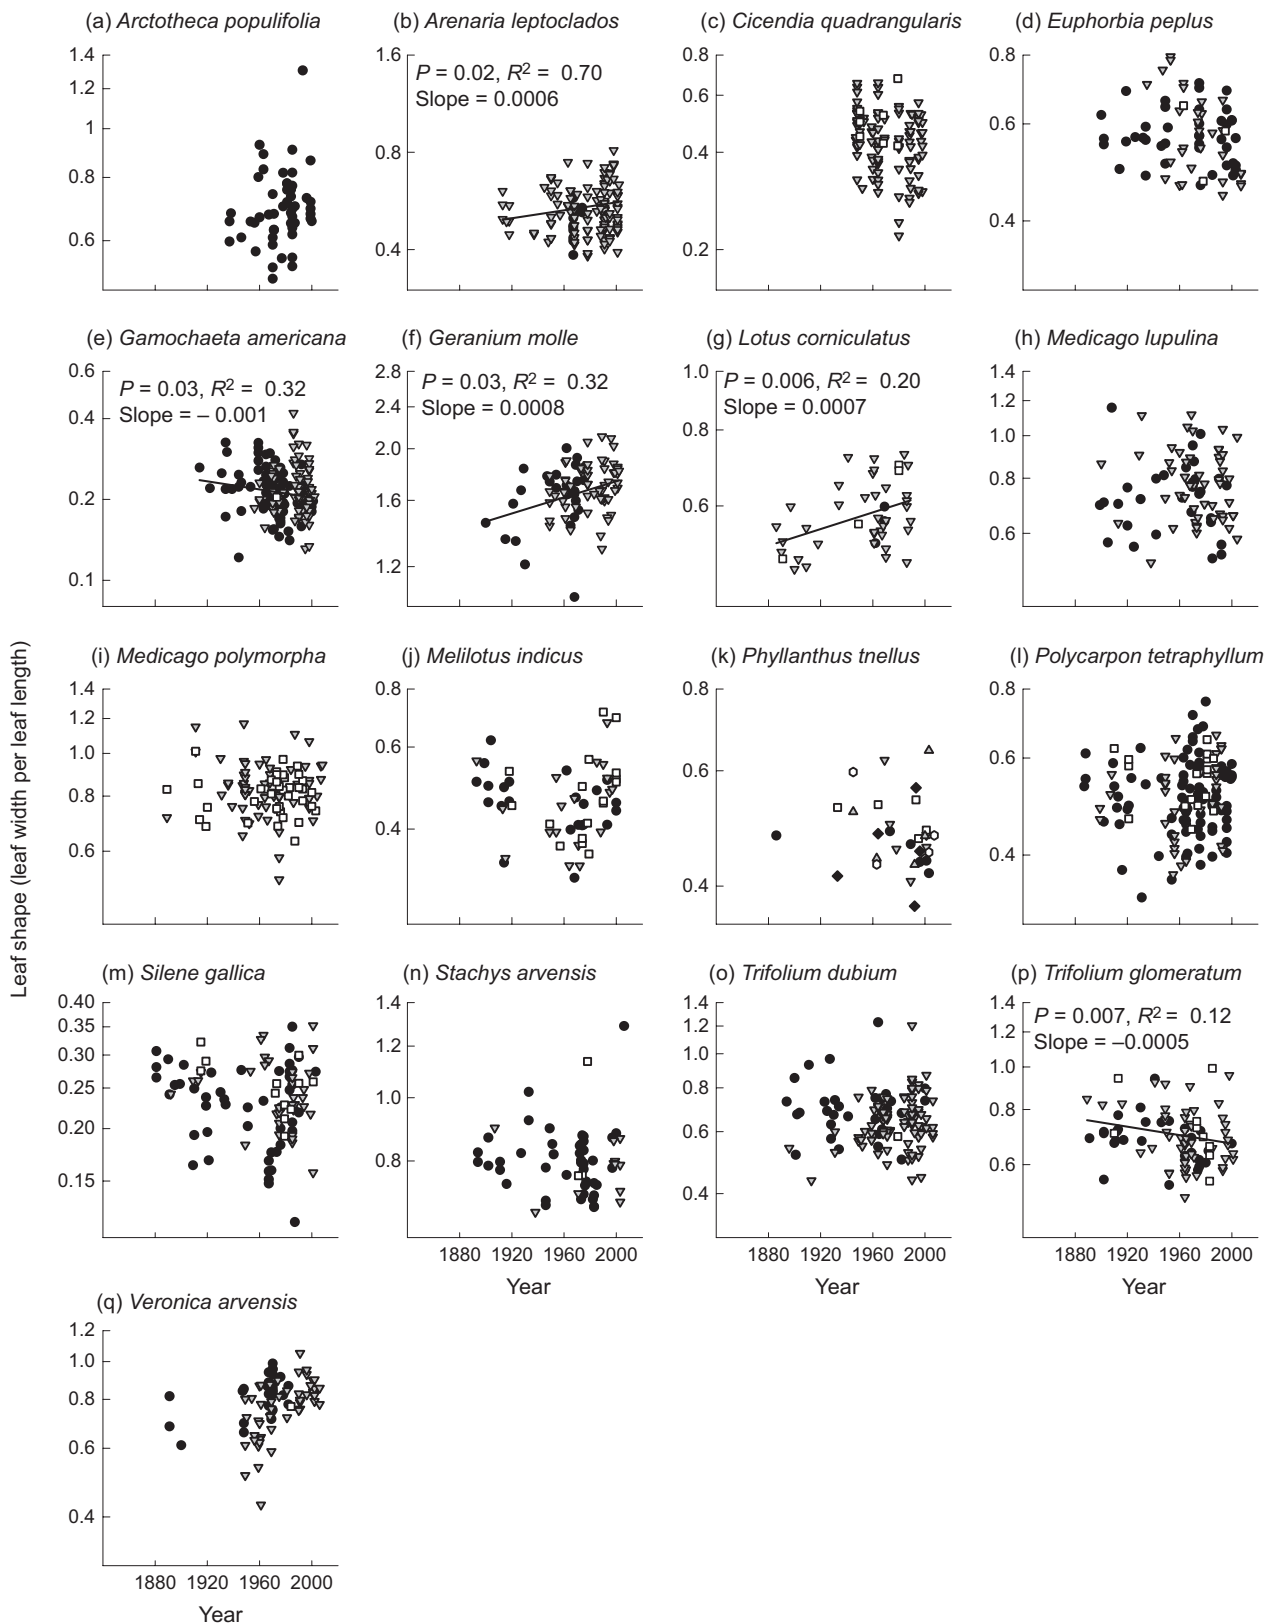 (a) Arctotheca populifolia
(b) Arenaria leptoclados
(c) Cicendia quadrangularis
(d) Euphorbia peplus
1.4
1.2
1
0.8
0.6
1.6
0.8
0.4
P = 0.02, R2 = 0.70
Slope = 0.0006
0.8
0.6
0.4
0.2
0.8
0.6
0.4
(e) Gamochaeta americana
(f) Geranium molle
(g) Lotus corniculatus
(h) Medicago lupulina
0.6
0.4
0.2
0.1
P = 0.03, R2 = 0.32
Slope = – 0.001
2.8
2.4
2.0
1.6
1.2
P = 0.03, R2 = 0.32
Slope = 0.0008
1.0
0.8
0.6
P = 0.006, R2 = 0.20
Slope = 0.0007
1.4
1.2
1.0
0.8
0.6
Leaf shape (leaf width per leaf length)
(i) Medicago polymorpha
(j) Melilotus indicus
(k) Phyllanthus tnellus
(l) Polycarpon tetraphyllum
1.4
1.2
1.0
0.8
0.6
0.8
0.6
0.4
0.8
0.6
0.4
0.8
0.4
(m) Silene gallica
(n) Stachys arvensis
(o) Trifolium dubium
(p) Trifolium glomeratum
0.40
0.35
0.30
0.25
0.20
0.15
1.4
1.2
1.0
0.8
1.4
1.2
1.0
0.8
0.6
0.4
1.4
1.0
0.8
0.6
P = 0.007, R2 = 0.12
Slope = –0.0005
1880 1920 1960 2000
Year
1880 1920 1960 2000
Year
1880 1920 1960 2000
Year
(q) Veronica arvensis
1.2
1.0
0.8
0.6
0.4
1880 1920 1960 2000
Year